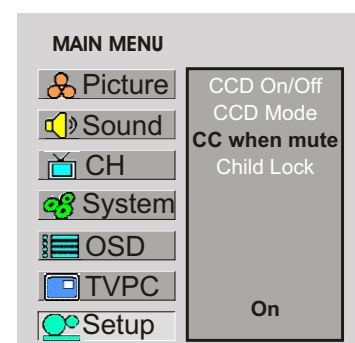 MAIN MENU
Picture
Sound
CH
System
OSD
TVPC
Setup
CCD On/Off
CCD Mode
CC when mute
Child Lock
On